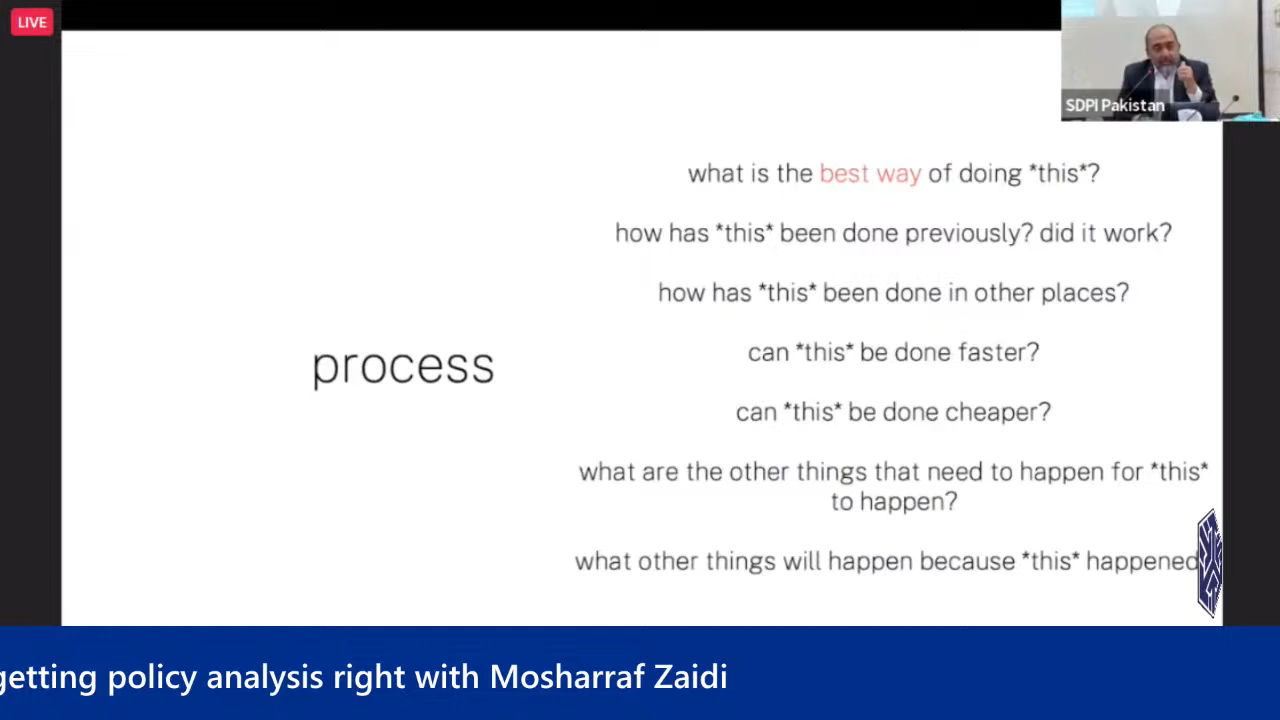 LIVE
SDPI Pakistan
what is the best way of doing *this*?
how has *this* been done previously? did it work?
how has *this* been done in other places?
can *this* be done faster?
process
can *this* be done cheaper?
what are the other things that need to happen for *this*
to happen?
what other things will happen because *this* happened
getting policy analysis right with Mosharraf Zaidi